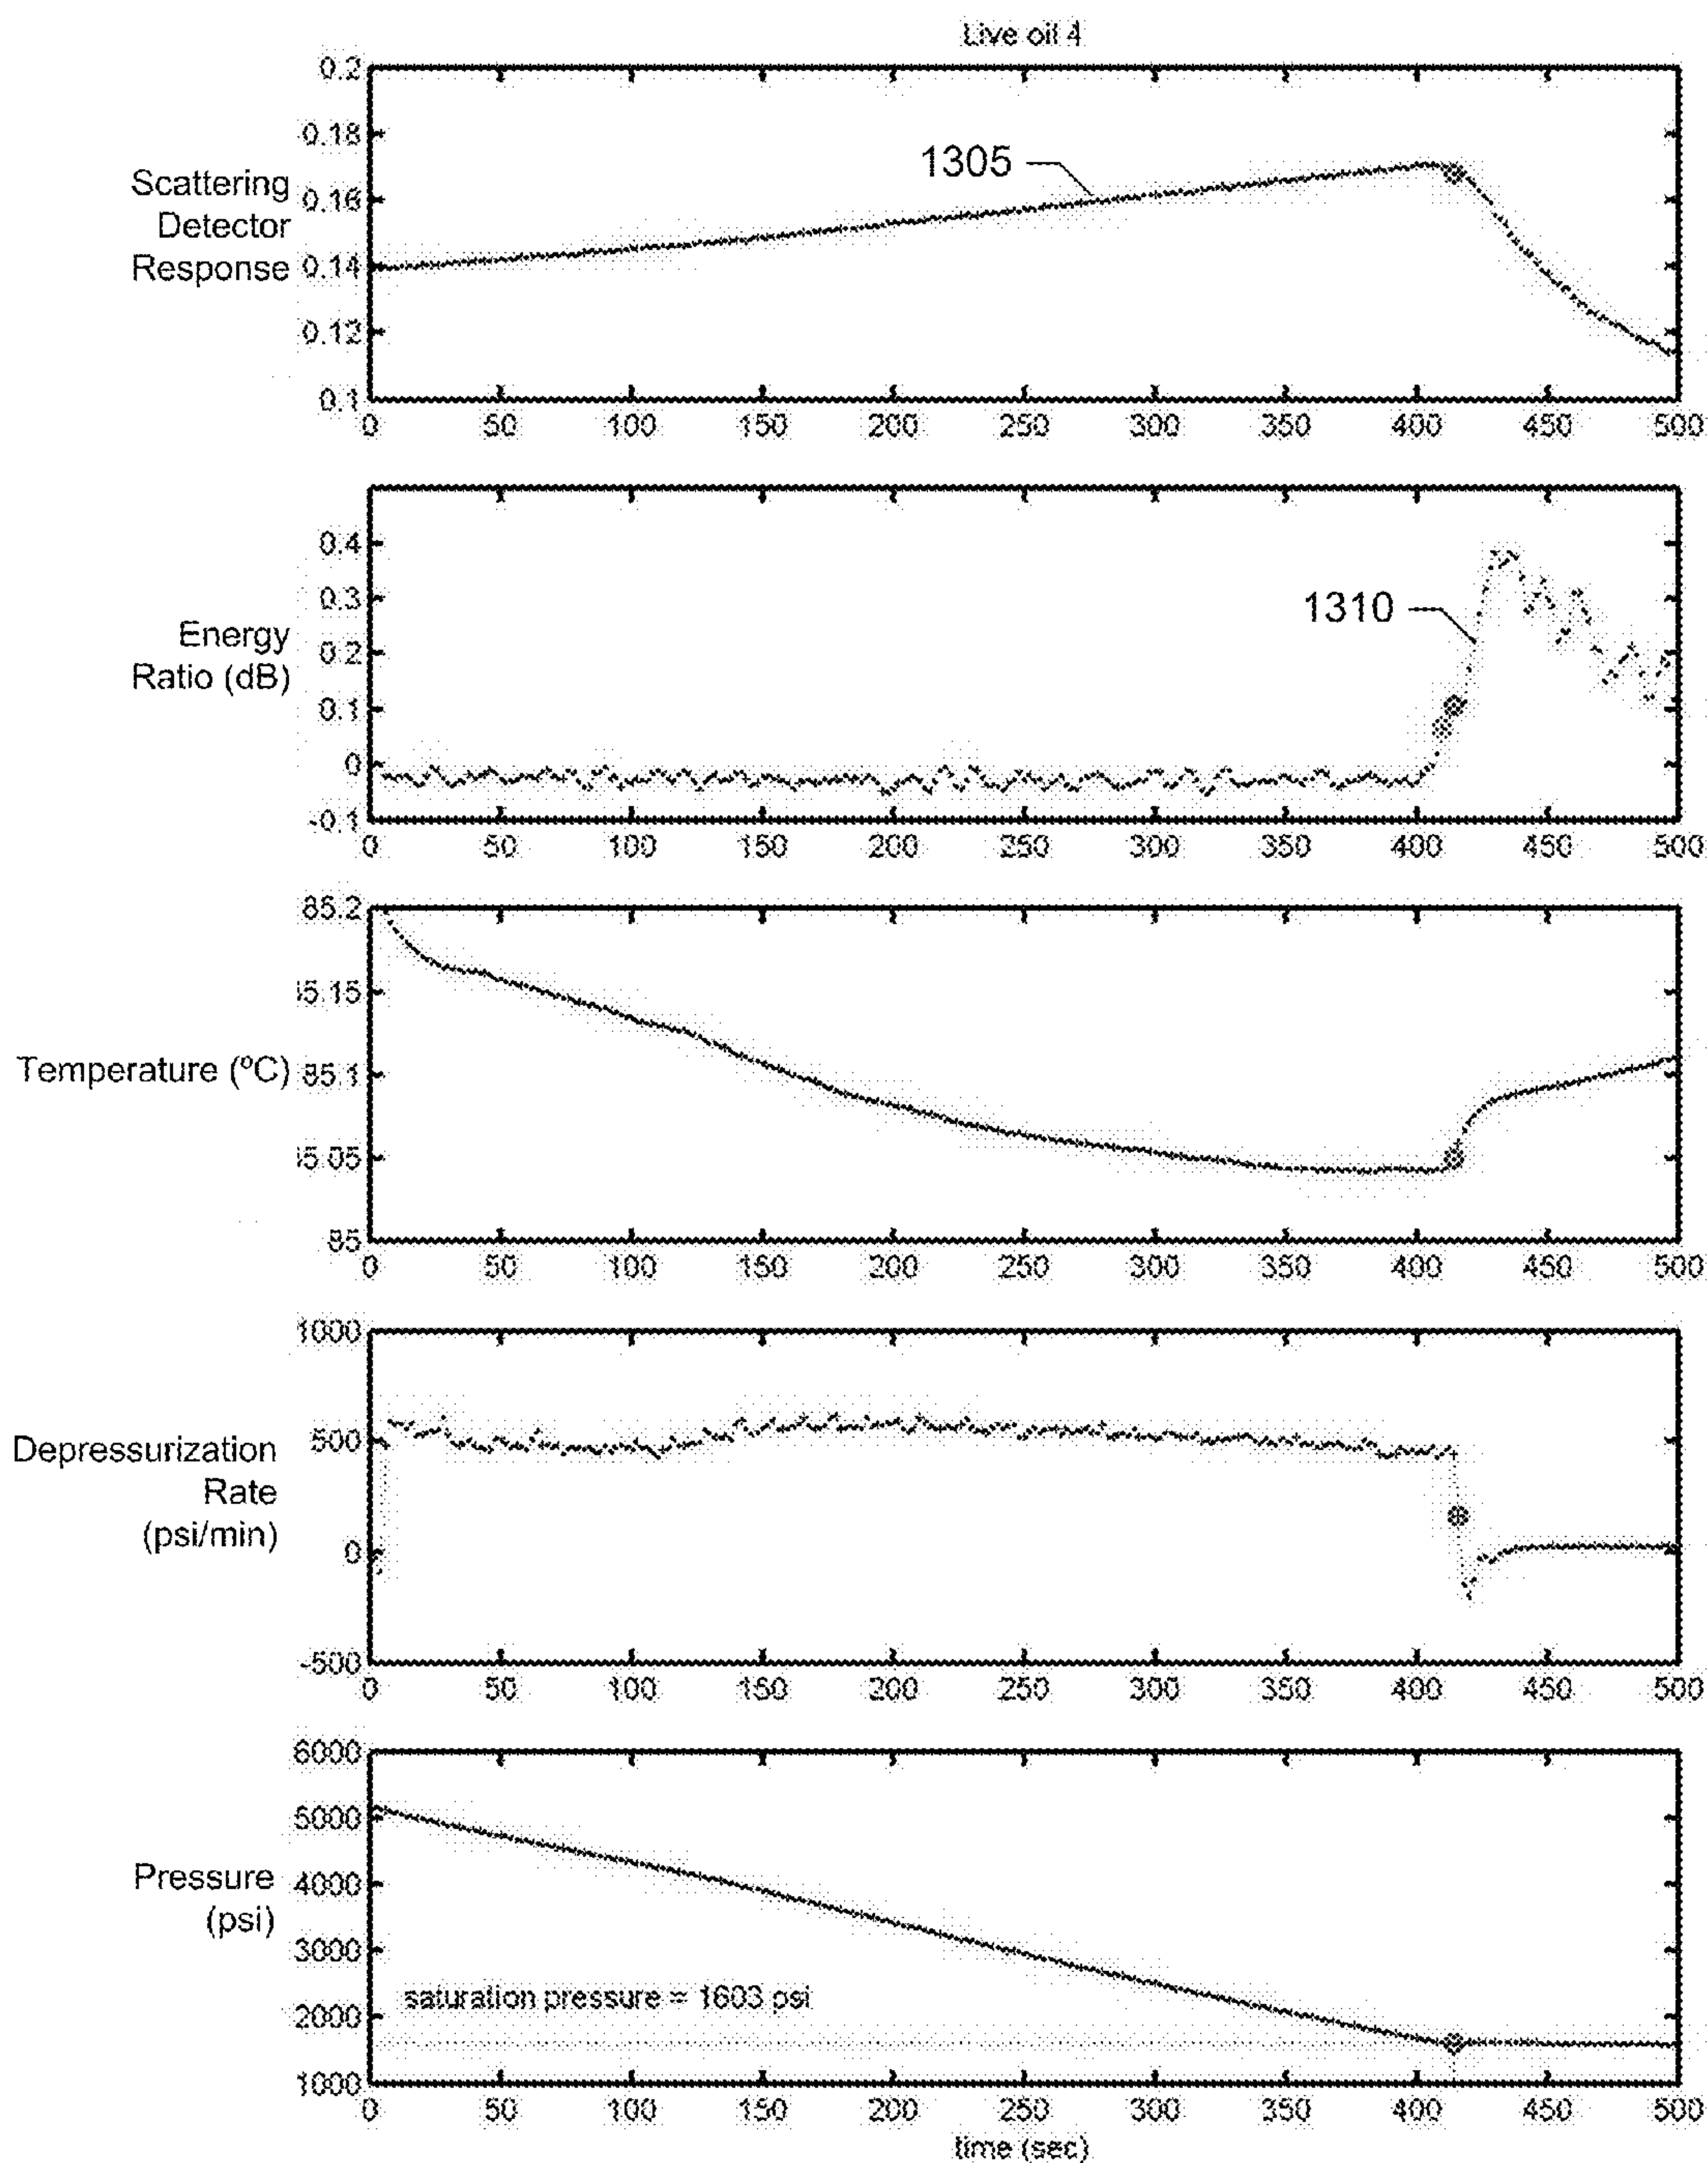 Live oil 4
0.2
0.18
0.16
0.14
0.12
0.1
Scattering
Detector
Response
1305
0 50 100 150 200 250 300 350 400 450 500
0.4
0.3
0.2
0.1
0
-0.1
Energy
Ratio (dB)
1310
0 50 100 150 200 250 300 350 400 450 500
85.2
5.15
85.1
5.05
85
Temperature (ºC)
0 50 100 150 200 250 300 350 400 450 500
1000
500
0
-500
Depressurization
Rate
(psi/min)
0 50 100 150 200 250 300 350 400 450 500
6000
5000
4000
3000
2000
1000
Pressure
(psi)
saturation pressure = 1603 psi
0 50 100 150 200 250 300 350 400 450 500
time (sec)